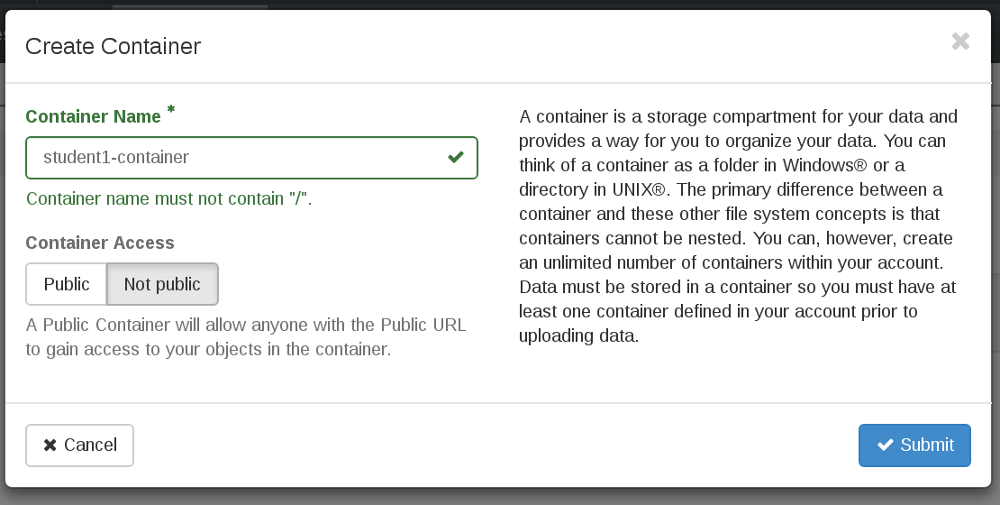 Create Container
Container Name *
student1-container
Container name must not contain "/".
Container Access
Public
Not public
A Public Container will allow anyone with the Public URL
to gain access to your objects in the container.
A container is a storage compartment for your data and
provides a way for you to organize your data. You can
think of a container as a folder in Windows® or a
directory in UNIX®. The primary difference between a
container and these other file system concepts is that
containers cannot be nested. You can, however, create
an unlimited number of containers within your account.
Data must be stored in a container so you must have at
least one container defined in your account prior to
uploading data.
Cancel
Submit